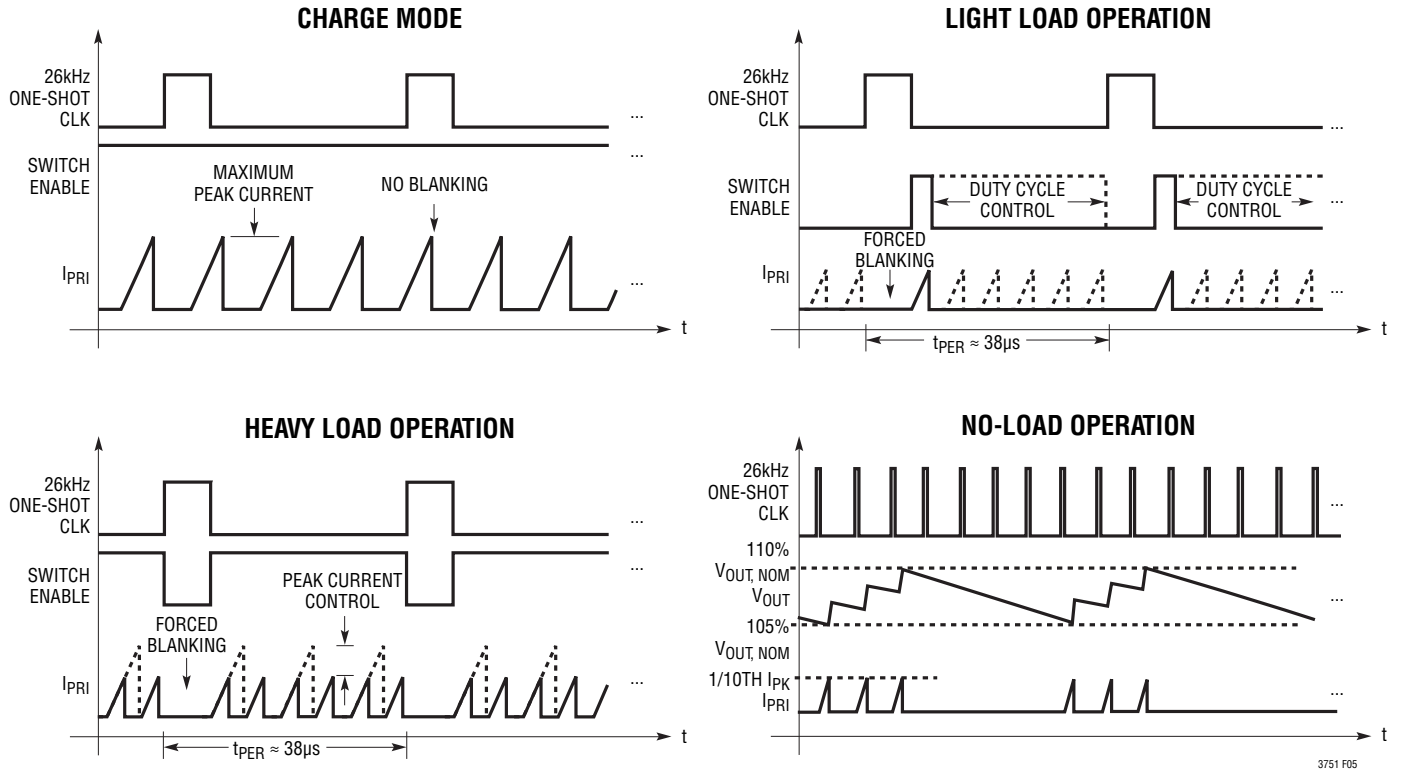 CHARGE MODE
26kHz
ONE-SHOT
CLK
...
SWITCH
ENABLE
...
MAXIMUM
PEAK CURRENT
NO BLANKING
IPRI
...
t
LIGHT LOAD OPERATION
26kHz
ONE-SHOT
CLK
...
SWITCH
ENABLE
DUTY CYCLE
CONTROL
DUTY CYCLE
CONTROL
...
FORCED
BLANKING
IPRI
...
t
tPER ≈ 38µs
HEAVY LOAD OPERATION
26kHz
ONE-SHOT
CLK
...
SWITCH
ENABLE
...
PEAK CURRENT
CONTROL
FORCED
BLANKING
IPRI
...
t
tPER ≈ 38µs
NO-LOAD OPERATION
26kHz
ONE-SHOT
CLK
...
110%
VOUT, NOM
VOUT
...
105%
VOUT, NOM
1/10TH IPK
IPRI
...
t
3751 F05